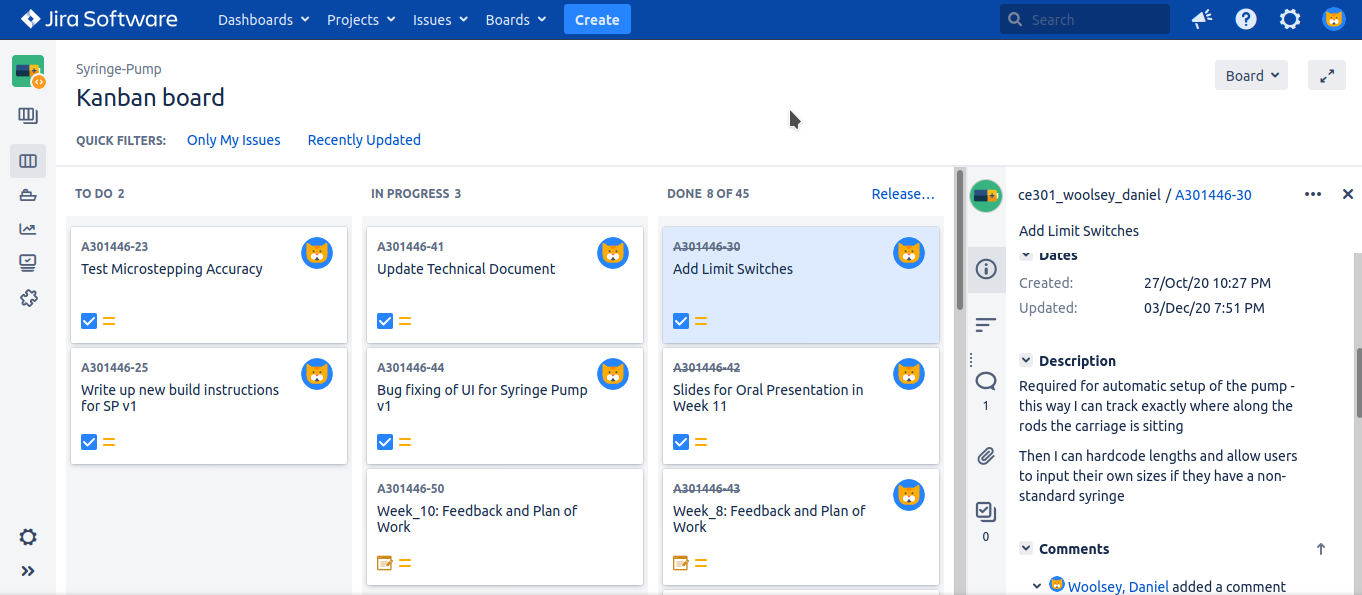 Jira Software
Dashboards
Projects
Issues
Boards
Create
Search
Syringe-Pump
Kanban board
Board
QUICK FILTERS:
Only My Issues
Recently Updated
TO DO 2
A301446-23
Test Microstepping Accuracy
A301446-25
Write up new build instructions
for SP v1
IN PROGRESS 3
A301446-41
Update Technical Document
A301446-44
Bug fixing of UI for Syringe Pump
v1
A301446-50
Week_10: Feedback and Plan of
Work
DONE 8 OF 45
Release...
A301446-30
Add Limit Switches
A301446-42
Slides for Oral Presentation in
Week 11
A301446-43
Week_8: Feedback and Plan of
Work
1
0
ce301_woolsey_daniel / A301446-30
Add Limit Switches
Dates
Created: 27/Oct/20 10:27 PM
Updated: 03/Dec/20 7:51 PM
Description
Required for automatic setup of the pump -
this way I can track exactly where along the
rods the carriage is sitting
Then I can hardcode lengths and allow users
to input their own sizes if they have a non-
standard syringe
Comments
Woolsey, Daniel added a comment